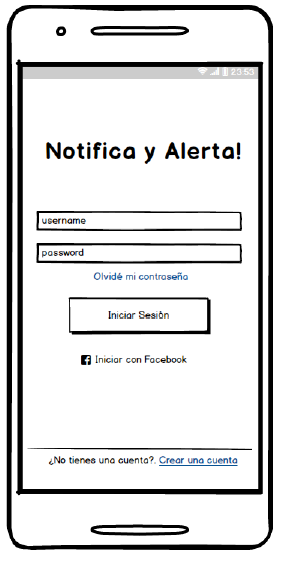 23:53
Notifica y Alerta!
username
password
Olvidé mi contraseña
Iniciar Sesión
Iniciar con Facebook
¿No tienes una cuenta?. Crear una cuenta